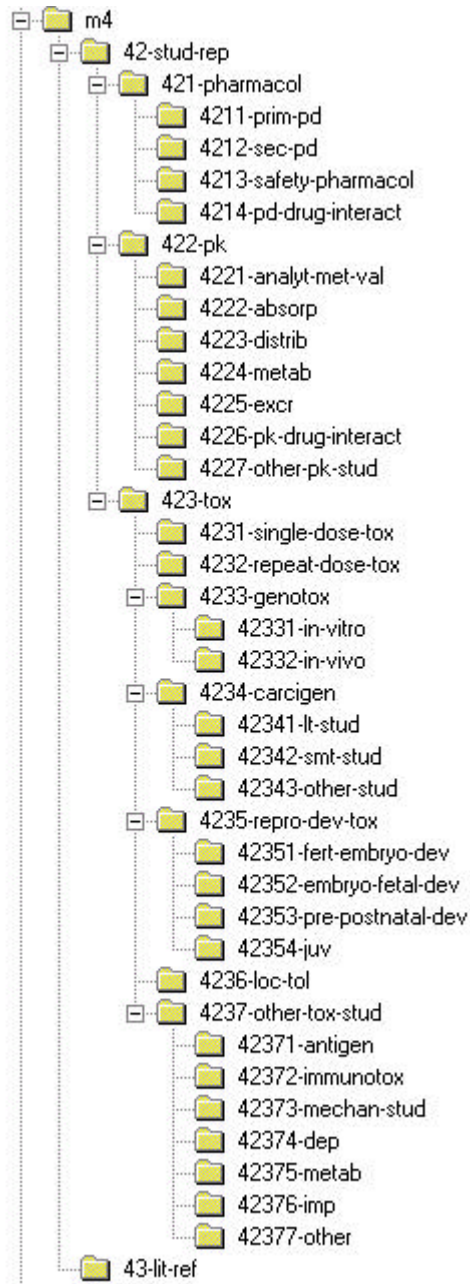 m4
42-stud-rep
421-pharmacol
4211-prim-pd
4212-sec-pd
4213-safety-pharmacol
4214-pd-drug-interact
422-pk
4221-analyt-met-val
4222-absorp
4223-distrib
4224-metab
4225-excr
4226-pk-drug-interact
4227-other-pk-stud
423-tox
4231-single-dose-tox
4232-repeat-dose-tox
4233-genotox
42331-in-vitro
42332-in-vivo
4234-carcigen
42341-lt-stud
42342-smt-stud
42343-other-stud
4235-repro-dev-tox
42351-fert-embryo-dev
42352-embryo-fetal-dev
42353-pre-postnatal-dev
42354-juv
4236-loc-tol
4237-other-tox-stud
42371-antigen
42372-immunotox
42373-mechan-stud
42374-dep
42375-metab
42376-imp
42377-other
43-lit-ref